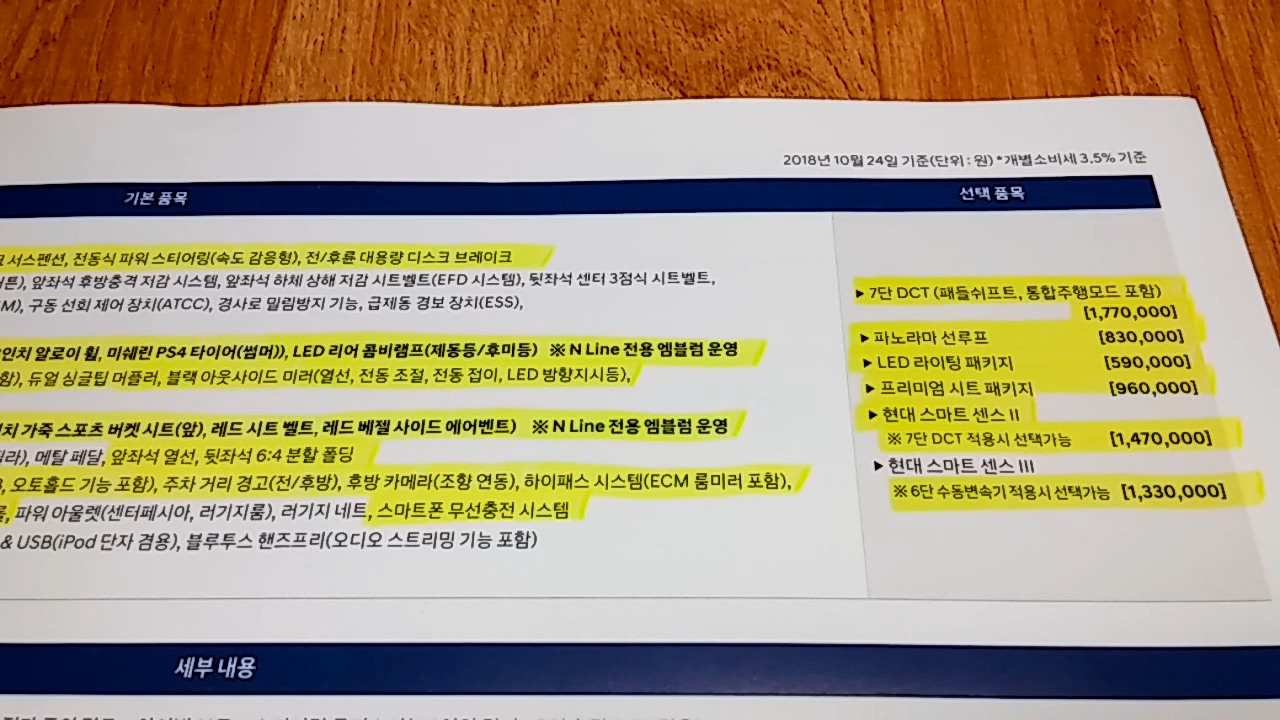 2018년 10월 24일 기준(단위 : 원) *개별소비세 3.5% 기준
기본 품목
선택 품목
서스펜션, 전동식 파워 스티어링(속도 감응형), 전/후륜 대용량 디스크 브레이크
앞좌석 후방충격 저감 시스템, 앞좌석 하체 상해 저감 시트벨트(EFD 시스템), 뒷좌석 센터 3점식 시트벨트,
구동 선회 제어 장치(ATCC), 경사로 밀림방지 기능, 급제동 경보 장치(ESS),
알로이 휠, 미쉐린 PS4 타이어(썸머)), LED 리어 콤비램프(제동등/후미등) ※ N Line 전용 엠블럼 운영
듀얼 싱글팁 머플러, 블랙 아웃사이드 미러(열선, 전동 조절, 전동 접이, LED 방향지시등),
가죽 스포츠 버켓 시트(앞), 레드 시트 벨트, 레드 베젤 사이드 에어벤트) ※ N Line 전용 엠블럼 운영
메탈 페달, 앞좌석 열선, 뒷좌석 6:4 분할 폴딩
오토홀드 기능 포함), 주차 거리 경고(전/후방), 후방 카메라(조향 연동), 하이패스 시스템(ECM 룸미러 포함),
파워 아울렛(센터페시아, 러기지룸), 러기지 네트, 스마트폰 무선충전 시스템
& USB(iPod 단자 겸용), 블루투스 핸즈프리(오디오 스트리밍 기능 포함)
▶ 7단 DCT (패들쉬프트, 통합주행모드 포함)
[1,770,000]
▶ 파노라마 선루프 [830,000]
▶ LED 라이팅 패키지 [590,000]
▶ 프리미엄 시트 패키지 [960,000]
▶ 현대 스마트 센스 II
※ 7단 DCT 적용시 선택가능 [1,470,000]
▶ 현대 스마트 센스 III
※ 6단 수동변속기 적용시 선택가능 [1,330,000]
세부 내용